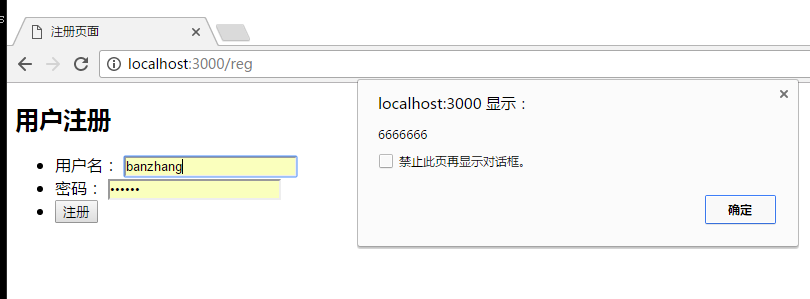 s
注册页面
localhost:3000/reg
用户注册
用户名： banzhang
密码： ••••••
注册
localhost:3000 显示：
6666666
禁止此页再显示对话框。
确定